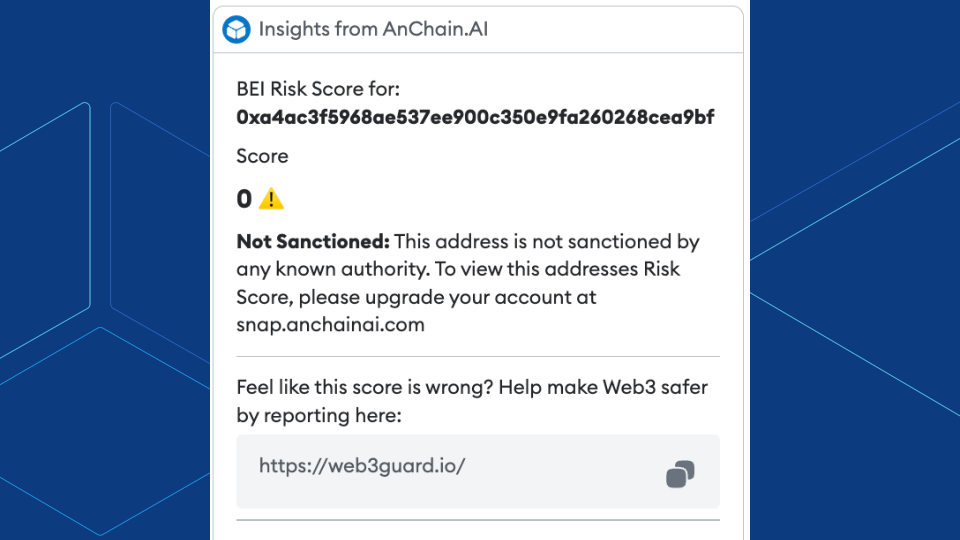 Insights from AnChain.AI
BEI Risk Score for:
0xa4ac3f5968ae537ee900c350e9fa260268cea9bf
Score
0
Not Sanctioned: This address is not sanctioned by
any known authority. To view this addresses Risk
Score, please upgrade your account at
snap.anchainai.com
Feel like this score is wrong? Help make Web3 safer
by reporting here:
https://web3guard.io/